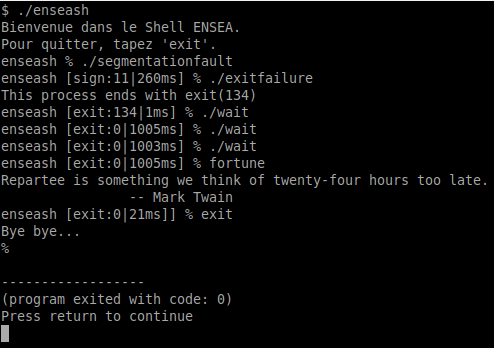 $ ./enseash
Bienvenue dans le Shell ENSEA.
Pour quitter, tapez 'exit'.
enseash % ./segmentationfault
enseash [sign:11|260ms] % ./exitfailure
This process ends with exit(134)
enseash [exit:134|1ms] % ./wait
enseash [exit:0|1005ms] % ./wait
enseash [exit:0|1003ms] % ./wait
enseash [exit:0|1005ms] % fortune
Repartee is something we think of twenty-four hours too late.
                -- Mark Twain
enseash [exit:0|21ms]] % exit
Bye bye...
%
------------------
(program exited with code: 0)
Press return to continue